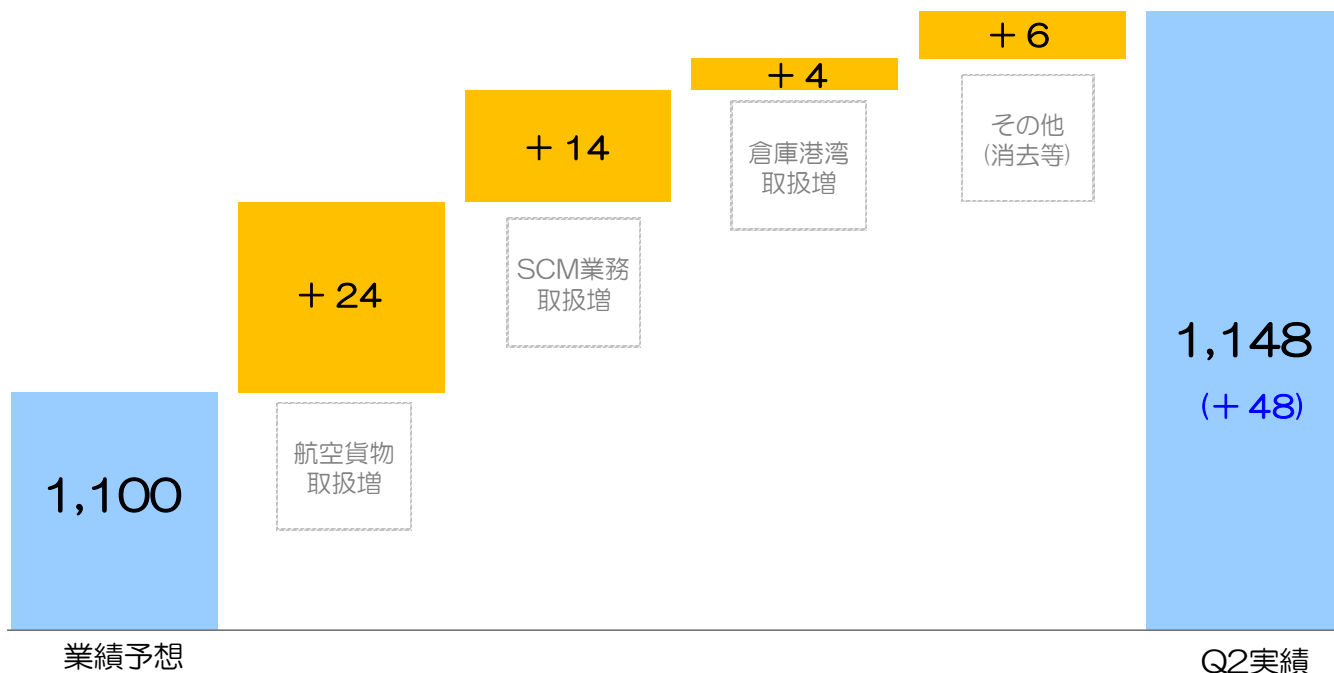 1,100
業績予想
+ 24
航空貨物
取扱増
+ 14
SCM業務
取扱増
+ 4
倉庫港湾
取扱増
+ 6
その他
(消去等)
1,148
(+ 48)
Q2実績